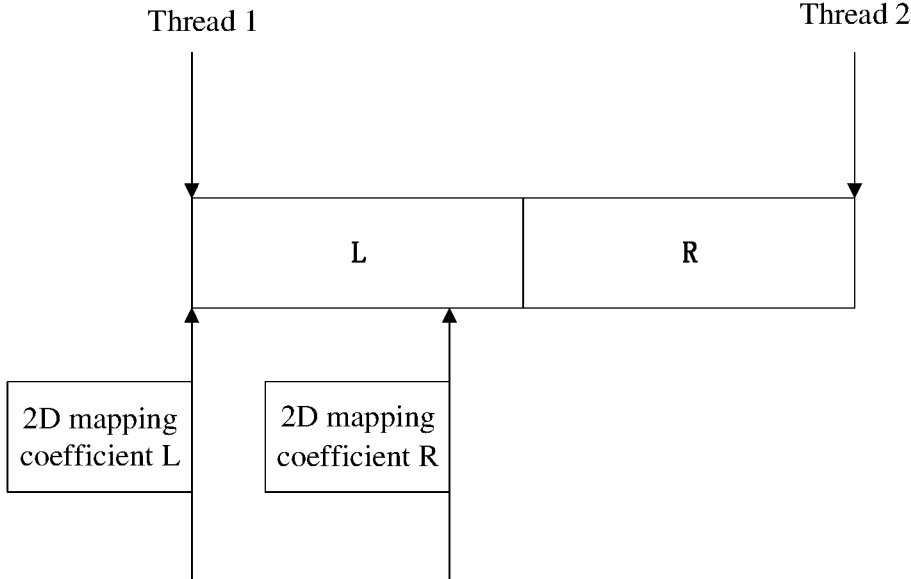 Thread 1
Thread 2
L
R
2D mapping
coefficient L
2D mapping
coefficient R